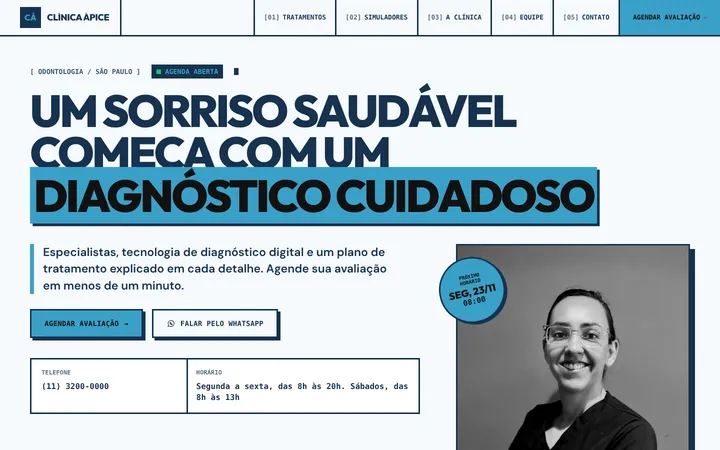 CÁ CLÍNICA ÁPICE
[01] TRATAMENTOS
[02] SIMULADORES
[03] A CLÍNICA
[04] EQUIPE
[05] CONTATO
AGENDAR AVALIAÇÃO →
[ ODONTOLOGIA / SÃO PAULO ]
AGENDA ABERTA
UM SORRISO SAUDÁVEL
COMEÇA COM UM
DIAGNÓSTICO CUIDADOSO
Especialistas, tecnologia de diagnóstico digital e um plano de
tratamento explicado em cada detalhe. Agende sua avaliação
em menos de um minuto.
PRÓXIMO
HORÁRIO
SEG, 23/11
08:00
AGENDAR AVALIAÇÃO →
FALAR PELO WHATSAPP
TELEFONE
(11) 3200-0000
HORÁRIO
Segunda a sexta, das 8h às 20h. Sábados, das
8h às 13h